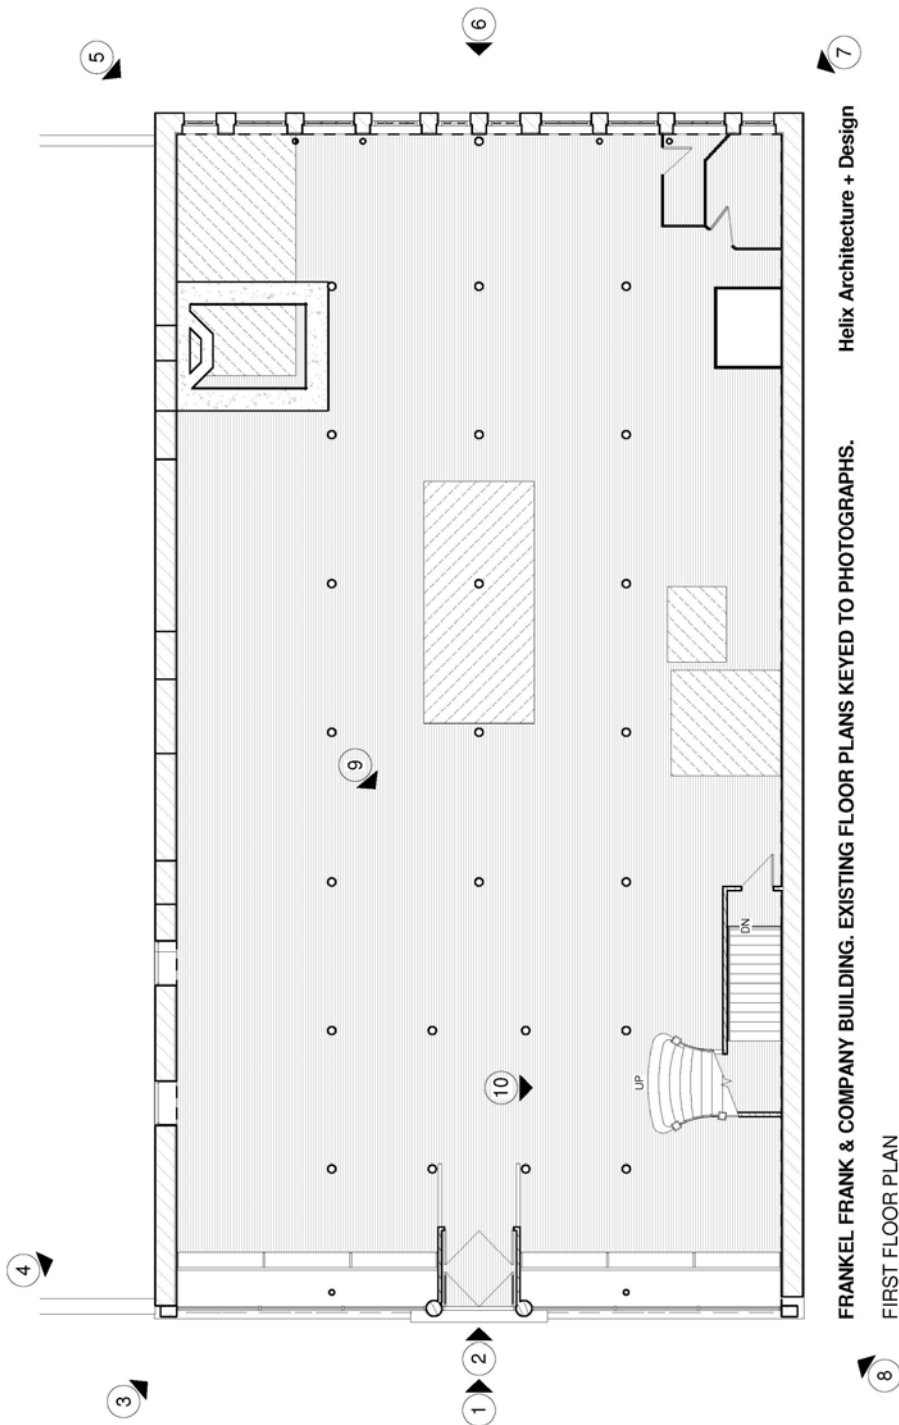 5
6
7
4
3
9
10
UP
DN
1
2
8
FRANKEL FRANK & COMPANY BUILDING. EXISTING FLOOR PLANS KEYED TO PHOTOGRAPHS.
Helix Architecture + Design
FIRST FLOOR PLAN